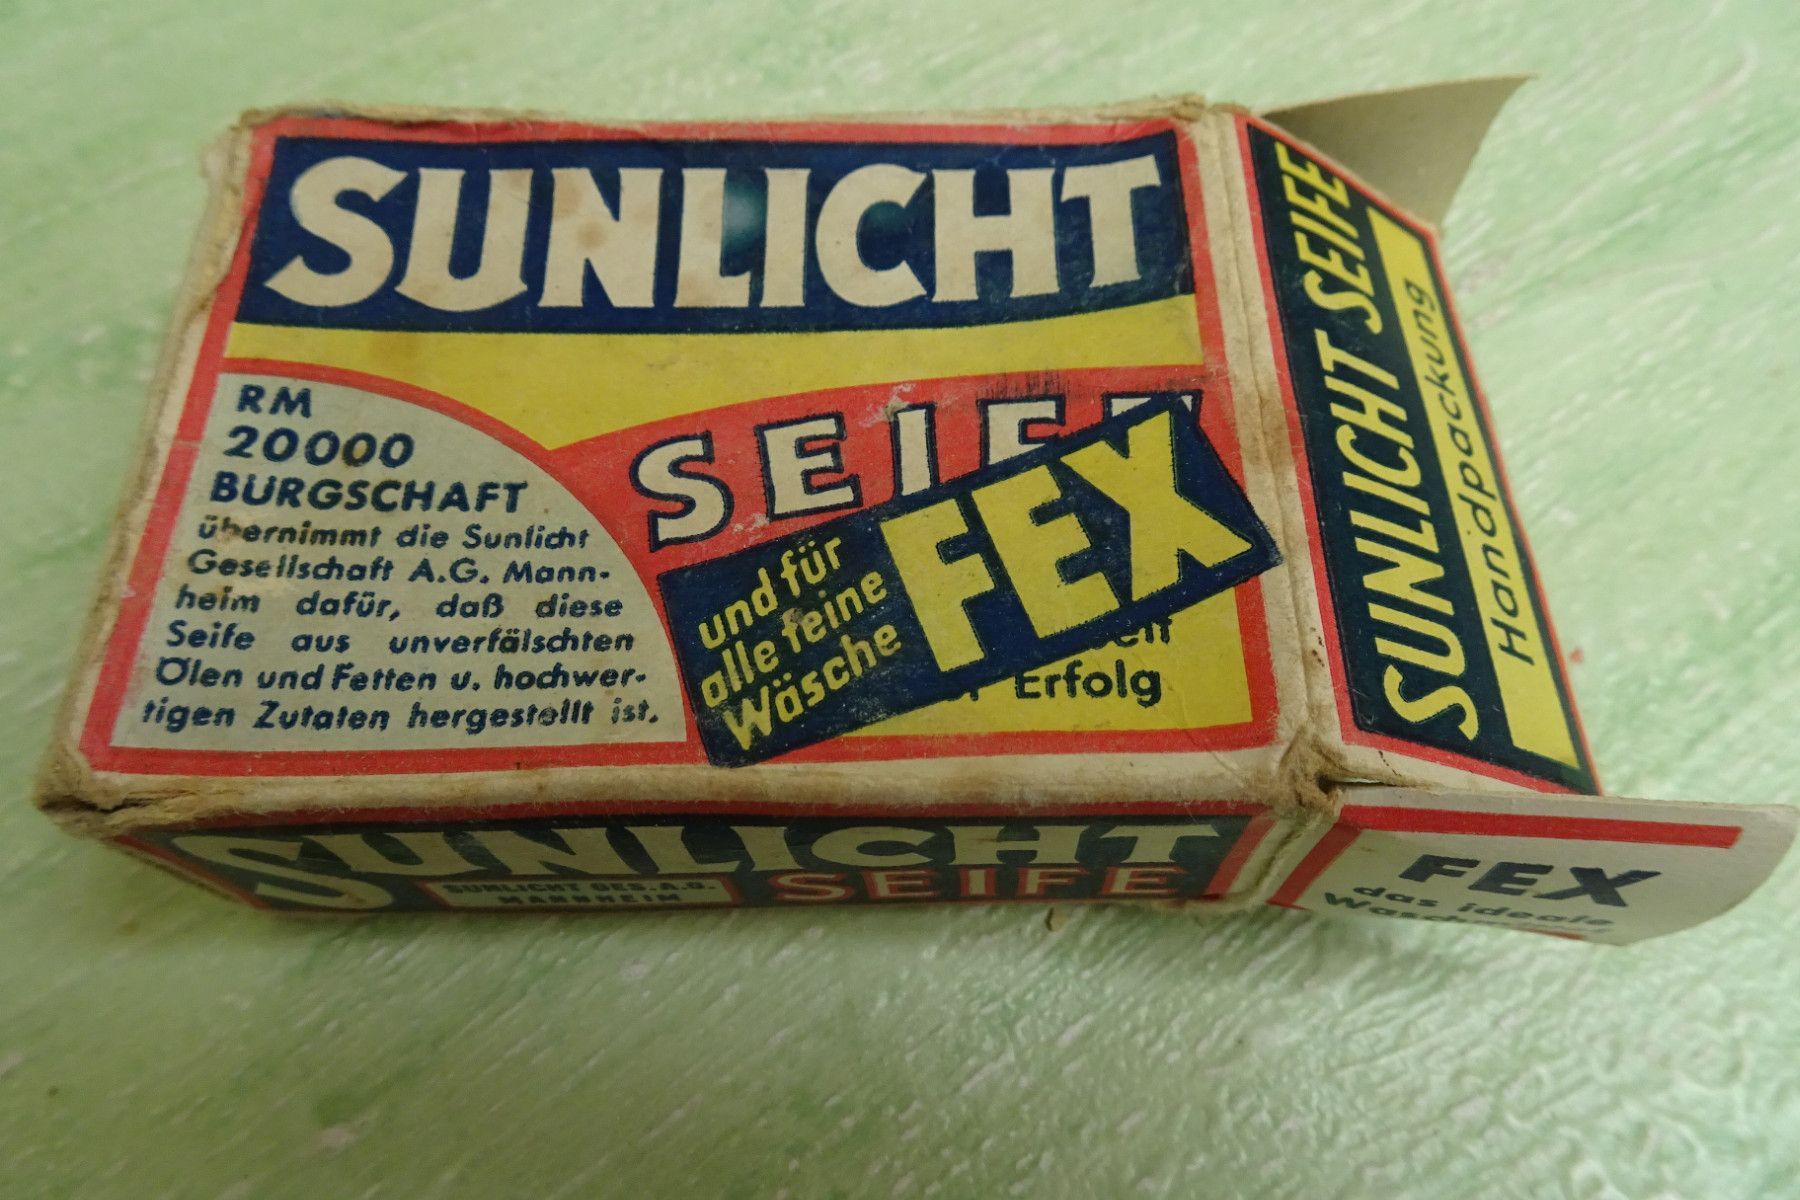 SUNLICHT
SEIFE
RM
20000
BURGSCHAFT
übernimmt die Sunlicht
Gesellschaft A.G. Mann-
heim dafür, daß diese
Seife aus unverfälschten
Ölen und Fetten u. hochwer-
tigen Zutaten hergestellt ist.
und für
alle feine
Wäsche
FEX
Erfolg
SUNLICHT SEIFE
Handpackung
SUNLICHT
SUNLICHT GES. A.G.
MANNHEIM
SEIFE
FEX
das ideale